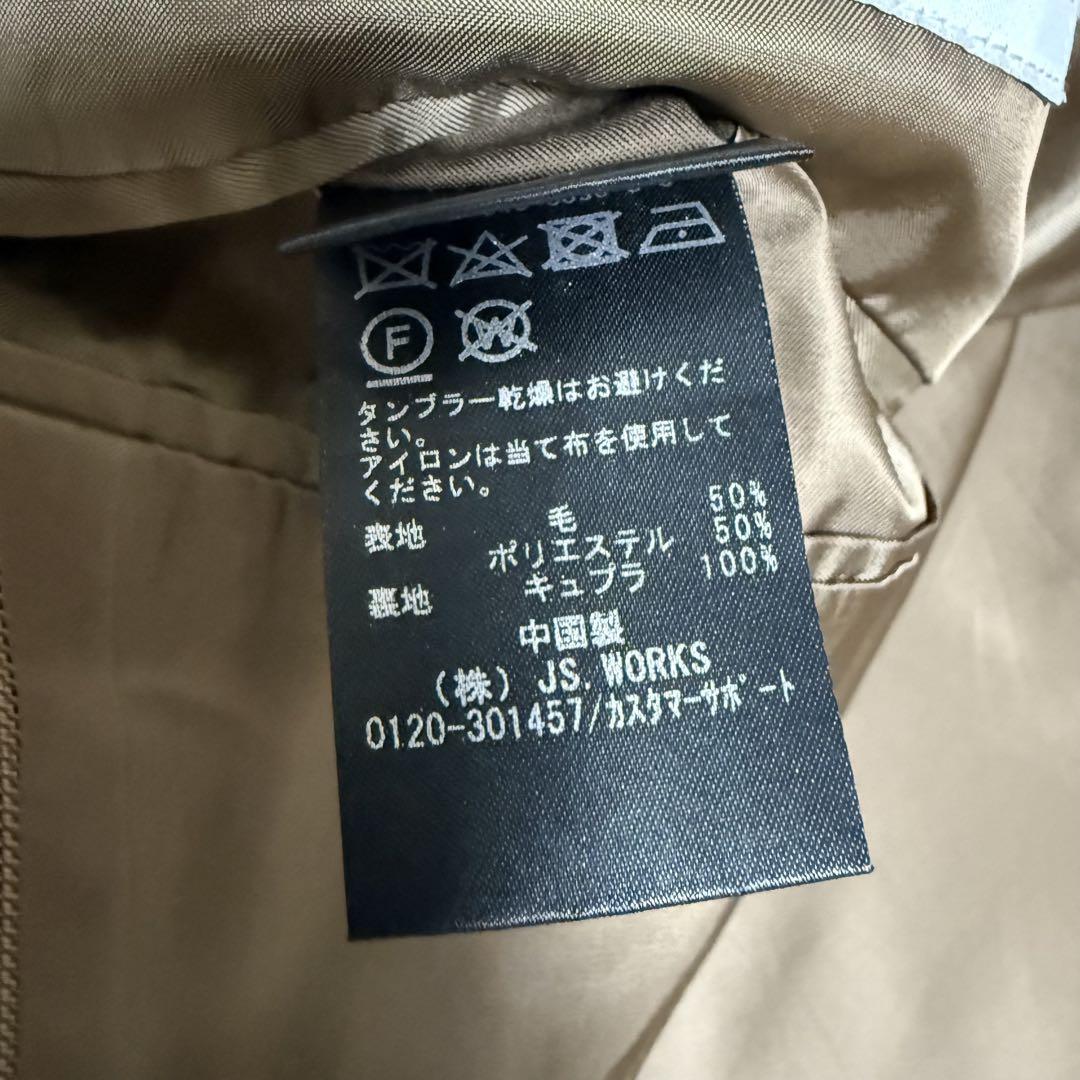 F
W
タンブラー乾燥はお避けくだ
さい。
アイロンは当て布を使用して
ください。
表地 毛 50%
ポリエステル 50%
裏地 キュプラ 100%
中国製
(株) JS.WORKS
0120-301457/カスタマーサポート